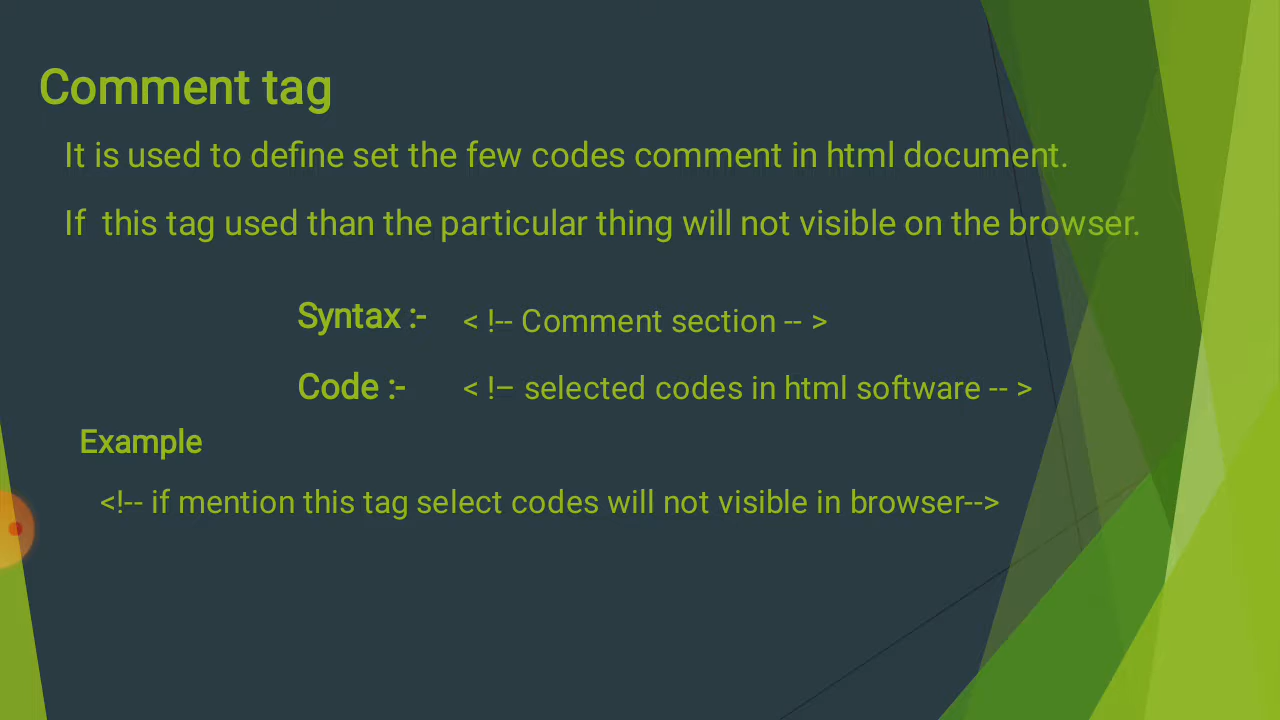 Comment tag
It is used to define set the few codes comment in html document.
If this tag used than the particular thing will not visible on the browser.
Syntax :- < !-- Comment section -- >
Code :- < !– selected codes in html software -- >
Example
<!-- if mention this tag select codes will not visible in browser-->